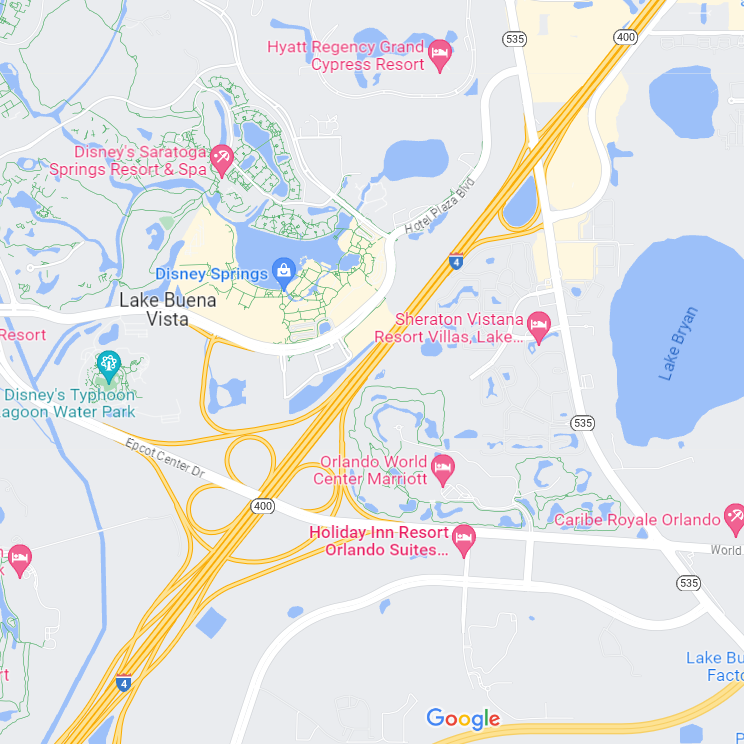 535
400
Hyatt Regency Grand
Cypress Resort
Disney's Saratoga
Springs Resort & Spa
Hotel Plaza Blvd
4
Disney Springs
Lake Buena
Vista
Sheraton Vistana
Resort Villas, Lake...
Lake Bryan
Resort
Disney's Typhoon
Lagoon Water Park
535
Epcot Center Dr
Orlando World
Center Marriott
400
Caribe Royale Orlando
Holiday Inn Resort
Orlando Suites...
World
535
4
Lake Bu
Facto
Google